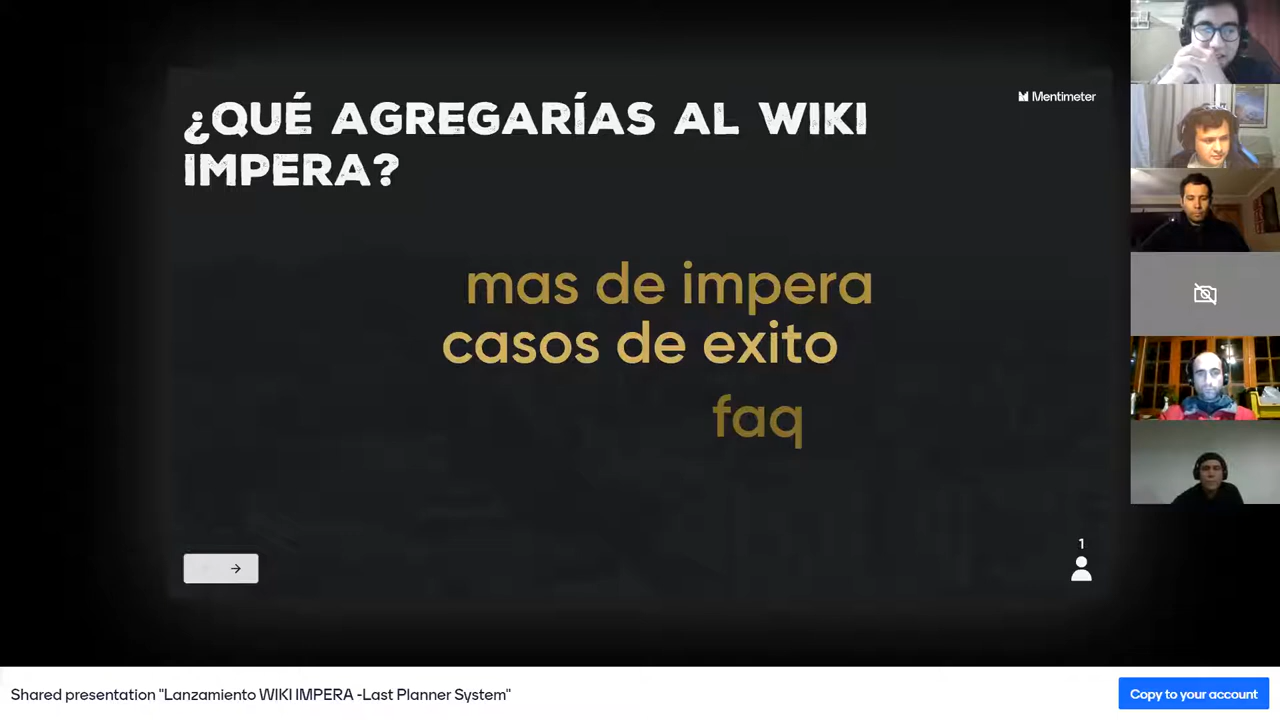 ¿QUÉ AGREGARÍAS AL WIKI
IMPERA?
Mentimeter
mas de impera
casos de exito
faq
1
Shared presentation "Lanzamiento WIKI IMPERA -Last Planner System"
Copy to your account